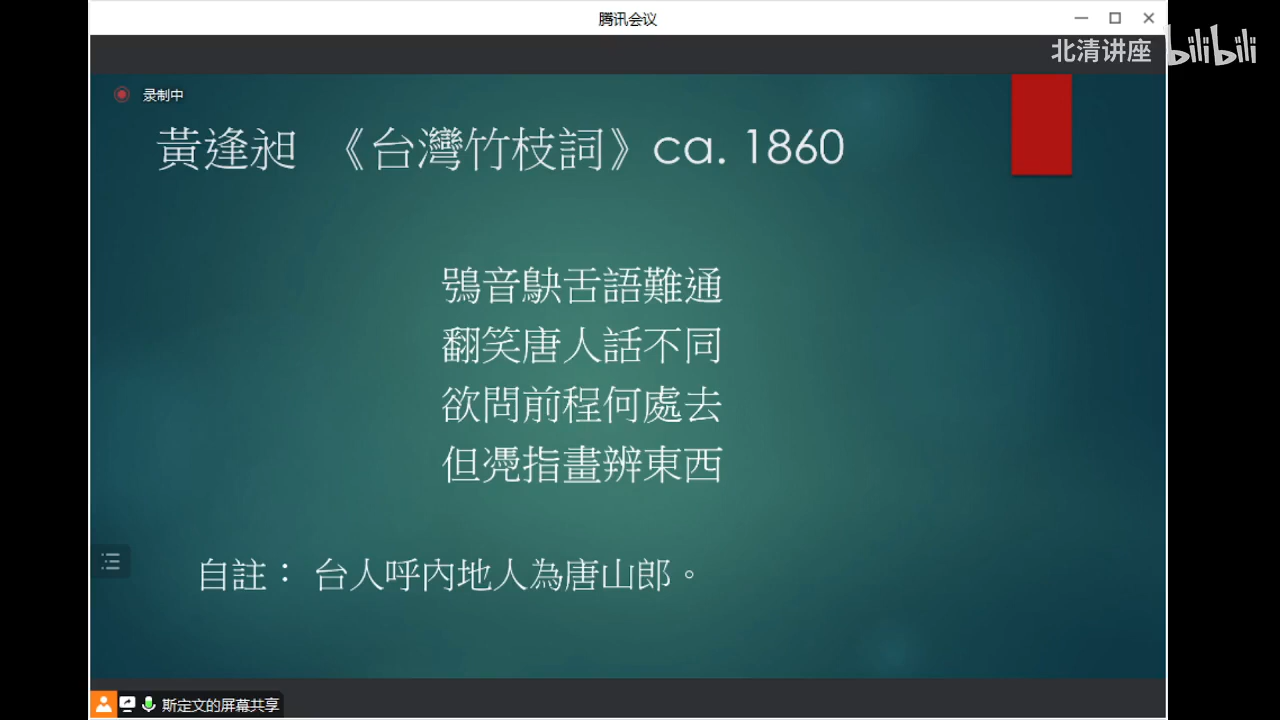 腾讯会议
北清讲座 bilibili
录制中
黃逢昶 《台灣竹枝詞》ca. 1860
鴞音鴃舌語難通
翻笑唐人話不同
欲問前程何處去
但凴指畫辨東西
自註： 台人呼內地人為唐山郎。
斯定文的屏幕共享